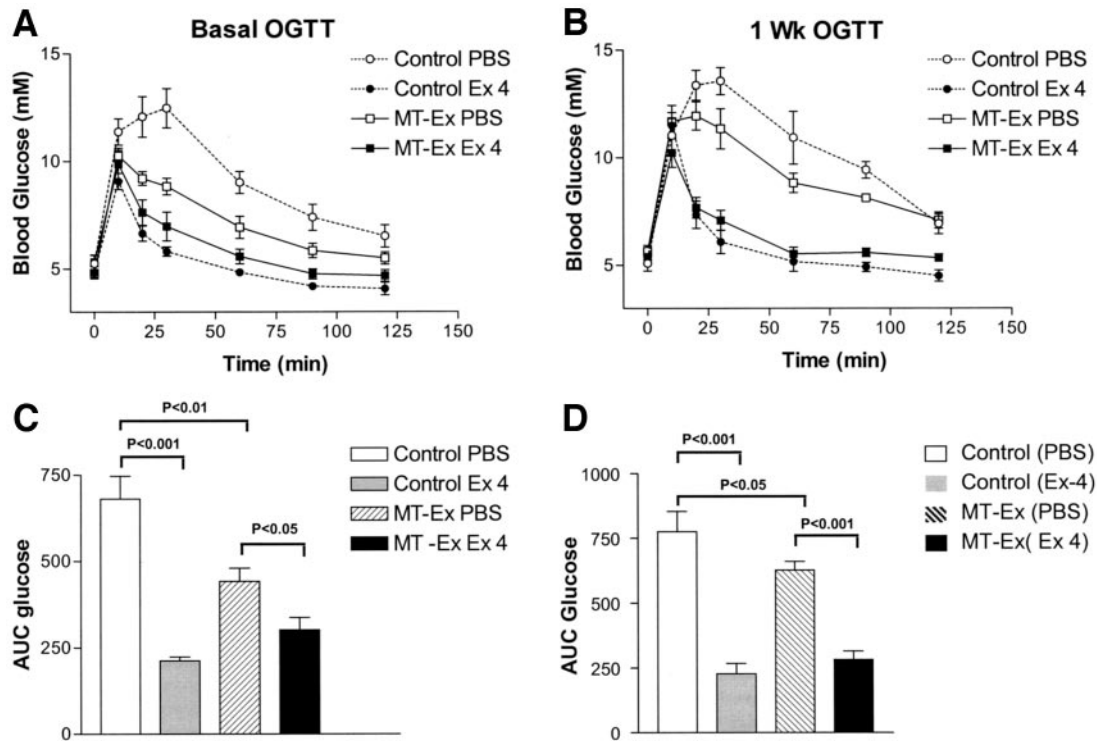 A
Basal OGTT
Blood Glucose (mM)
15
10
5
0
25
50
75
100
125
150
Time (min)
Control PBS
Control Ex 4
MT-Ex PBS
MT-Ex Ex 4
B
1 Wk OGTT
Blood Glucose (mM)
15
10
5
0
25
50
75
100
125
150
Time (min)
Control PBS
Control Ex 4
MT-Ex PBS
MT-Ex Ex 4
C
P<0.01
P<0.001
P<0.05
AUC glucose
750
500
250
0
Control PBS
Control Ex 4
MT-Ex PBS
MT -Ex Ex 4
D
P<0.001
P<0.05
P<0.001
AUC Glucose
1000
750
500
250
0
Control (PBS)
Control (Ex-4)
MT-Ex (PBS)
MT-Ex( Ex 4)